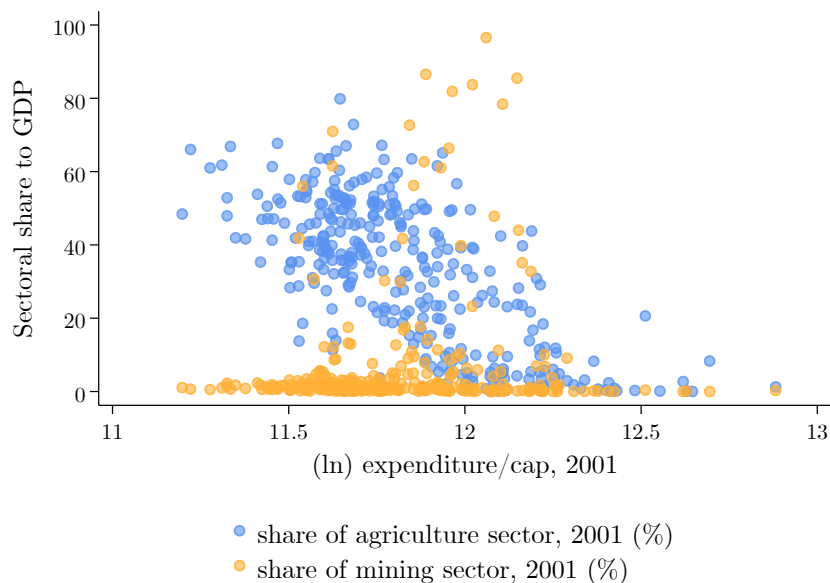 100
80
60
40
20
0
Sectoral share to GDP
11
11.5
12
12.5
13
(ln) expenditure/cap, 2001
share of agriculture sector, 2001 (%)
share of mining sector, 2001 (%)